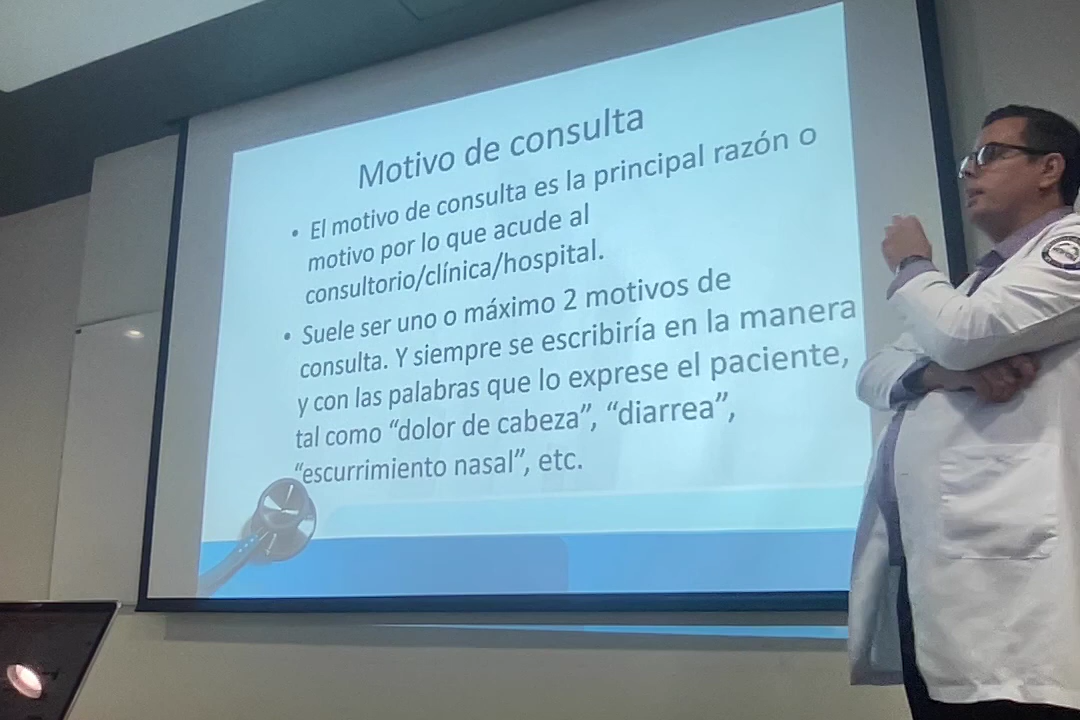 Motivo de consulta
• El motivo de consulta es la principal razón o
motivo por lo que acude al
consultorio/clínica/hospital.
• Suele ser uno o máximo 2 motivos de
consulta. Y siempre se escribiría en la manera
y con las palabras que lo exprese el paciente,
tal como “dolor de cabeza”, “diarrea”,
“escurrimiento nasal”, etc.